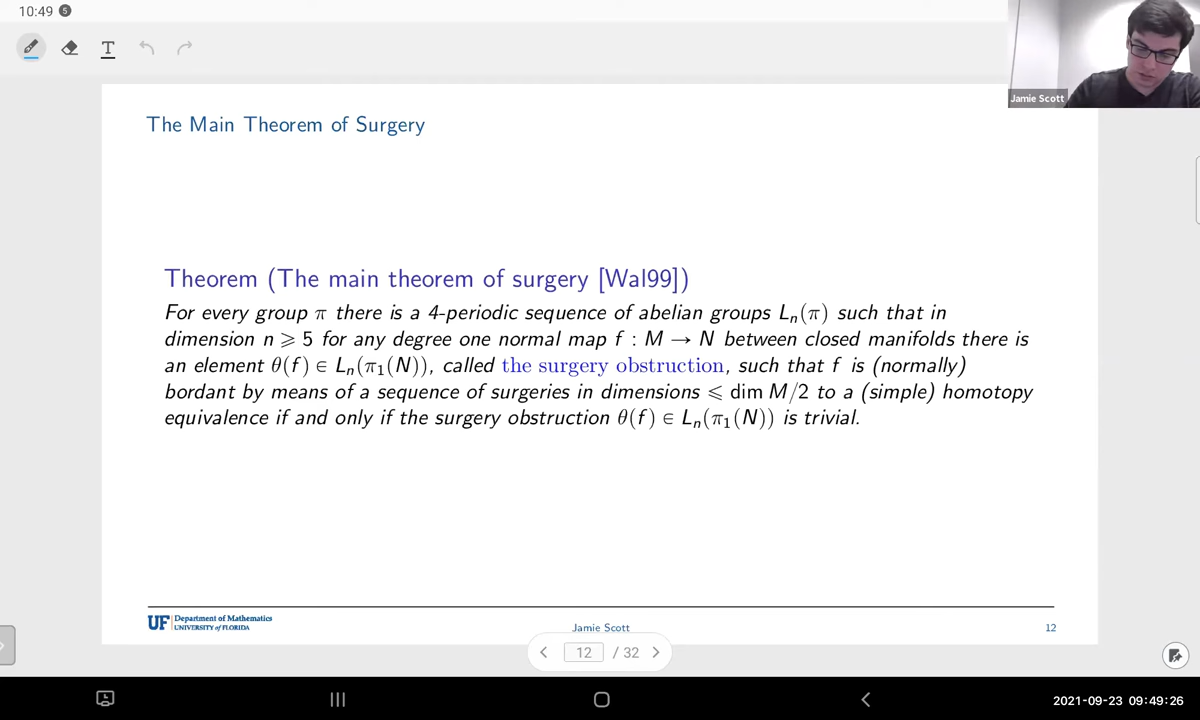 10:49 5
T
Jamie Scott
The Main Theorem of Surgery
Theorem (The main theorem of surgery [Wal99])
For every group π there is a 4-periodic sequence of abelian groups Lₙ(π) such that in
dimension n ⩾ 5 for any degree one normal map f : M → N between closed manifolds there is
an element θ(f) ∈ Lₙ(π₁(N)), called the surgery obstruction, such that f is (normally)
bordant by means of a sequence of surgeries in dimensions ⩽ dim M/2 to a (simple) homotopy
equivalence if and only if the surgery obstruction θ(f) ∈ Lₙ(π₁(N)) is trivial.
UF Department of Mathematics
UNIVERSITY of FLORIDA
Jamie Scott
12
12 / 32
2021-09-23 09:49:26